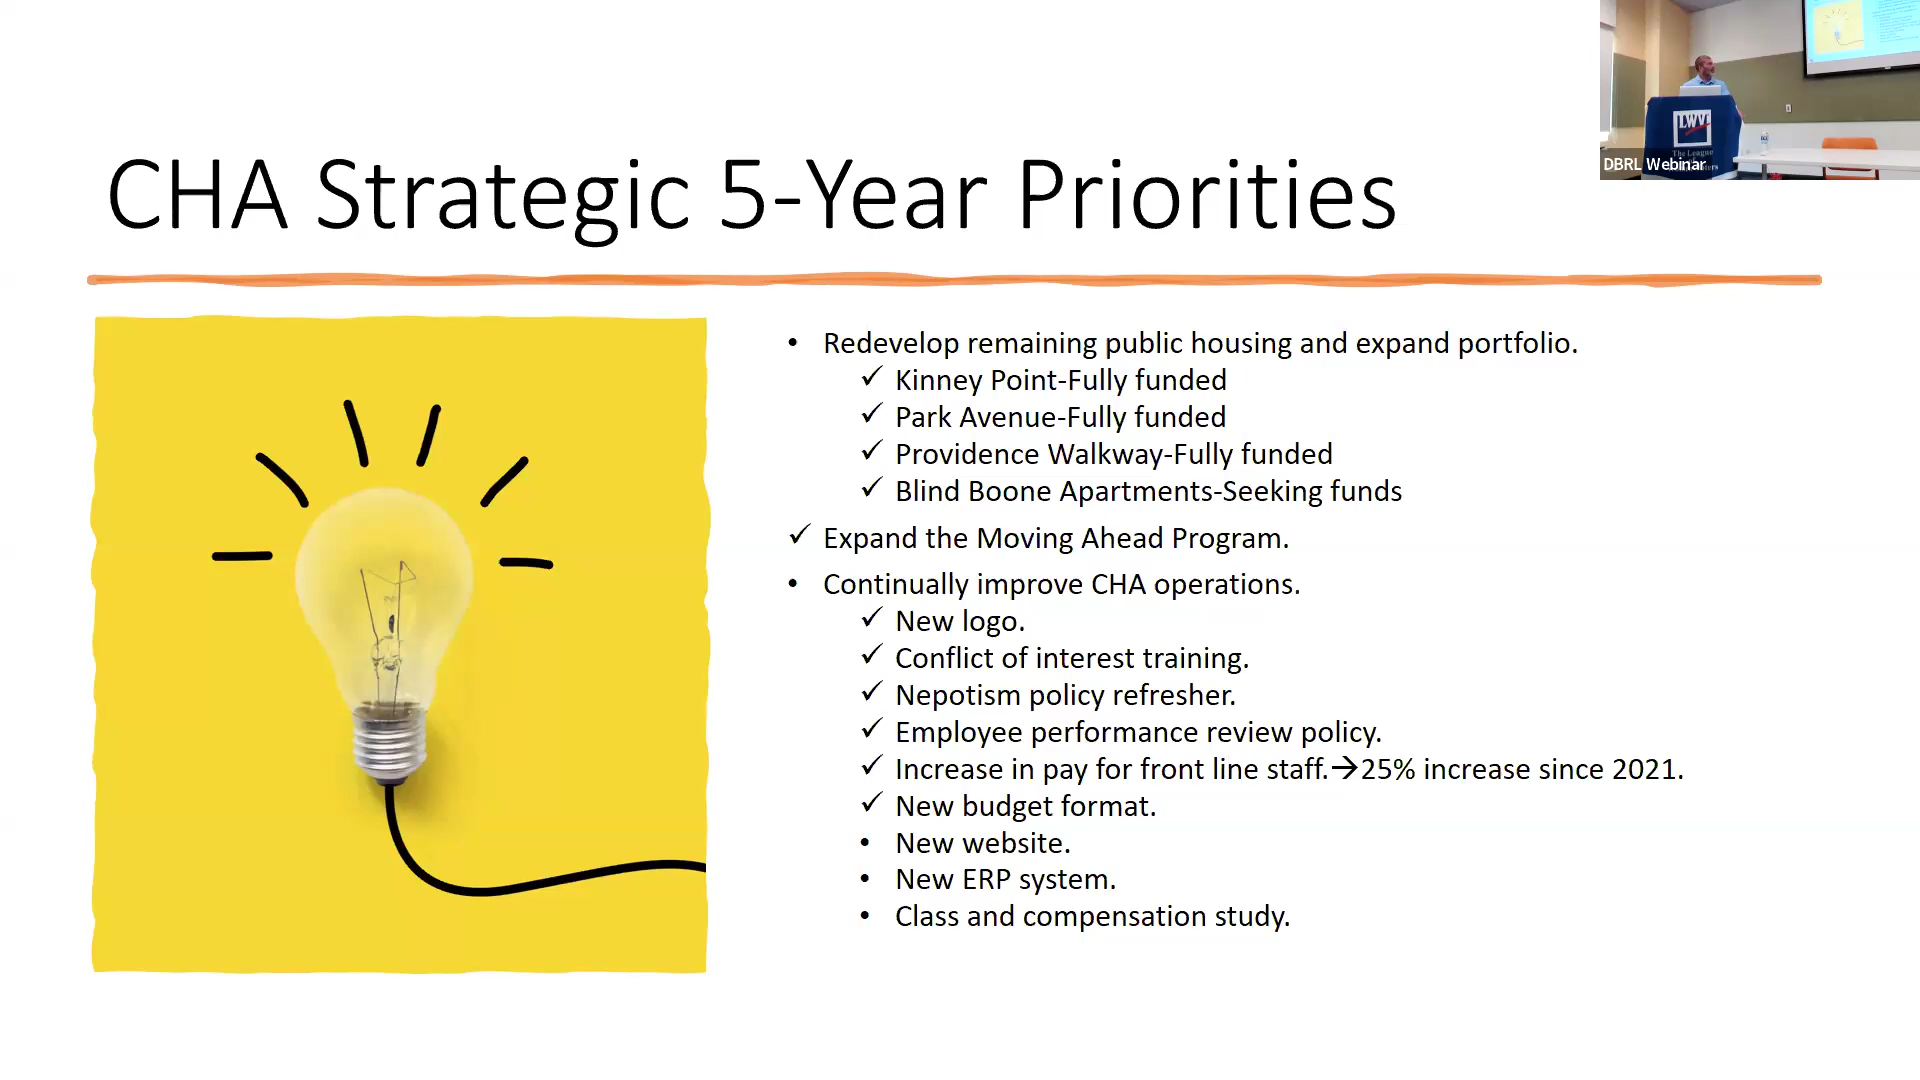 CHA Strategic 5-Year Priorities
LWV
The League
DBRL Webinar
• Redevelop remaining public housing and expand portfolio.
✓ Kinney Point-Fully funded
✓ Park Avenue-Fully funded
✓ Providence Walkway-Fully funded
✓ Blind Boone Apartments-Seeking funds
✓ Expand the Moving Ahead Program.
• Continually improve CHA operations.
✓ New logo.
✓ Conflict of interest training.
✓ Nepotism policy refresher.
✓ Employee performance review policy.
✓ Increase in pay for front line staff.→25% increase since 2021.
✓ New budget format.
• New website.
• New ERP system.
• Class and compensation study.